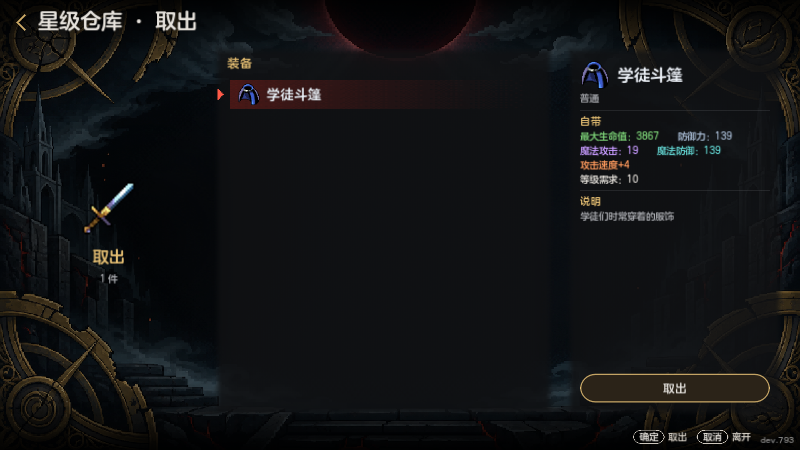 星级仓库 · 取出
装备
学徒斗篷
取出
1 件
学徒斗篷
普通
自带
最大生命值：3867 防御力：139
魔法攻击：19 魔法防御：139
攻击速度+4
等级需求：10
说明
学徒们时常穿着的服饰
取出
确定 取出 取消 离开
dev.793